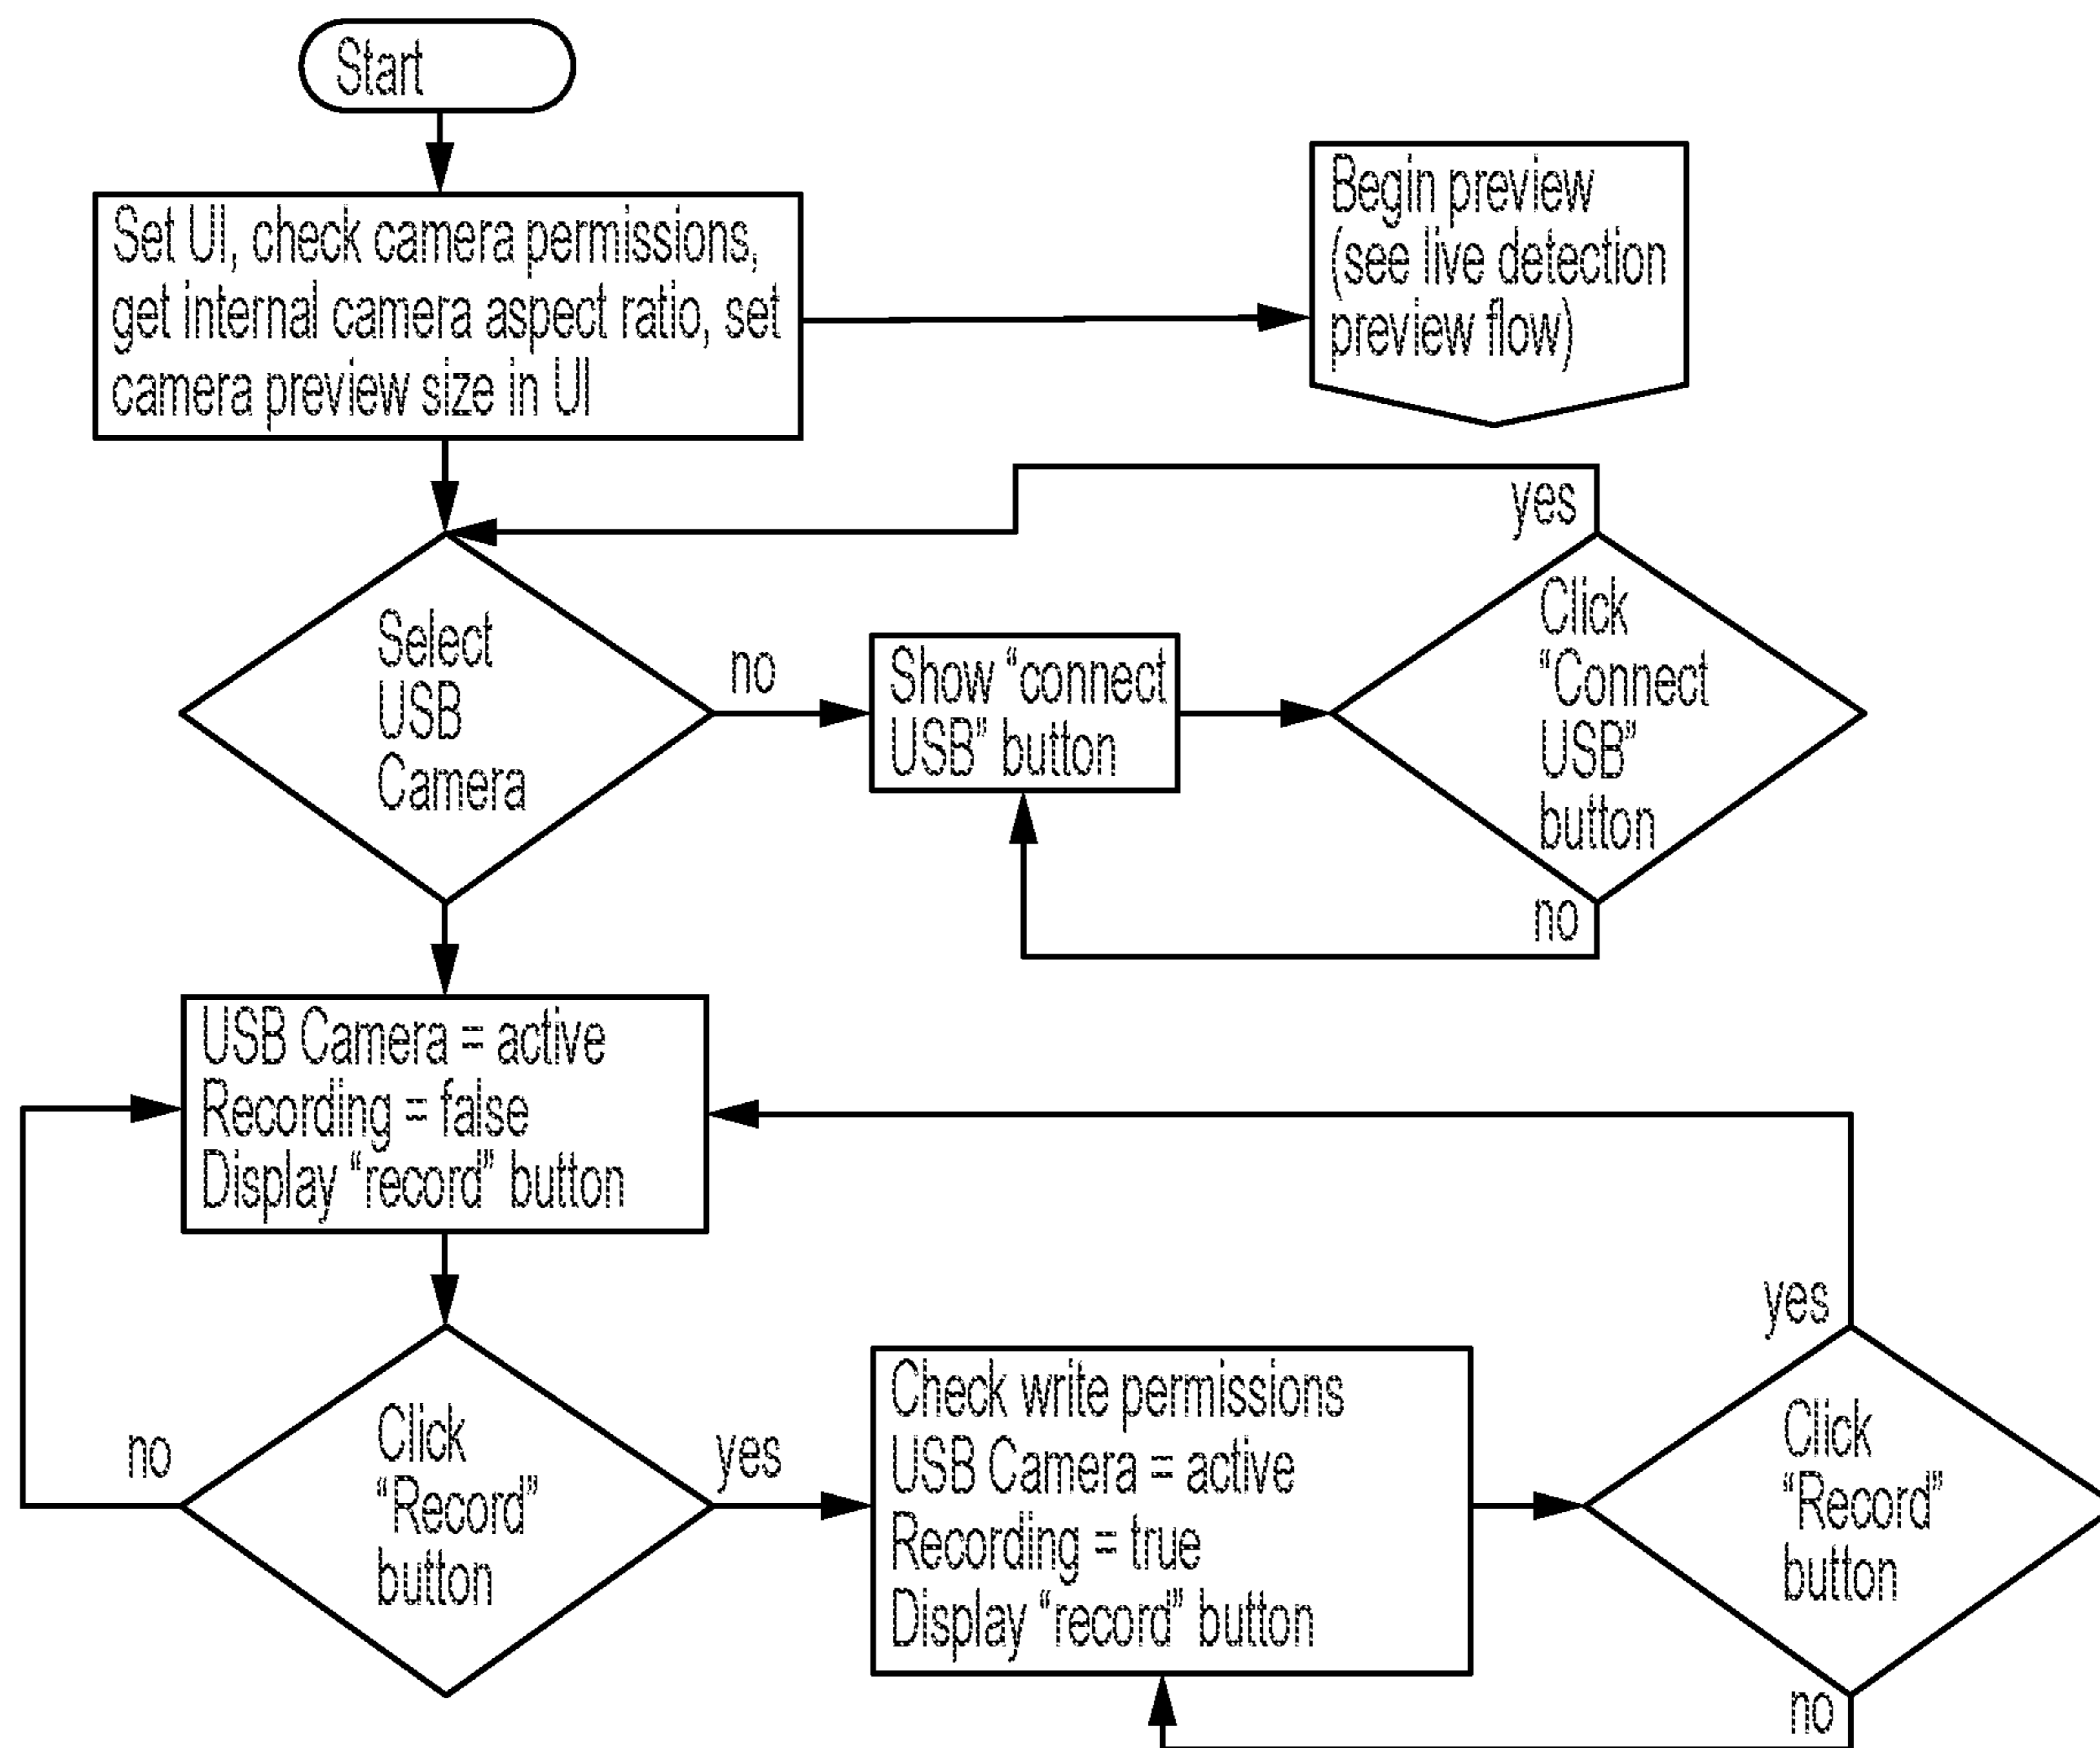 Start
Set UI, check camera permissions,
get internal camera aspect ratio, set
camera preview size in UI
Begin preview
(see live detection
preview flow)
yes
Select
USB
Camera
no
Show “connect
USB” button
Click
“Connect
USB”
button
no
USB Camera = active
Recording = false
Display “record” button
no
Click
“Record”
button
yes
Check write permissions
USB Camera = active
Recording = true
Display “record” button
yes
Click
“Record”
button
no